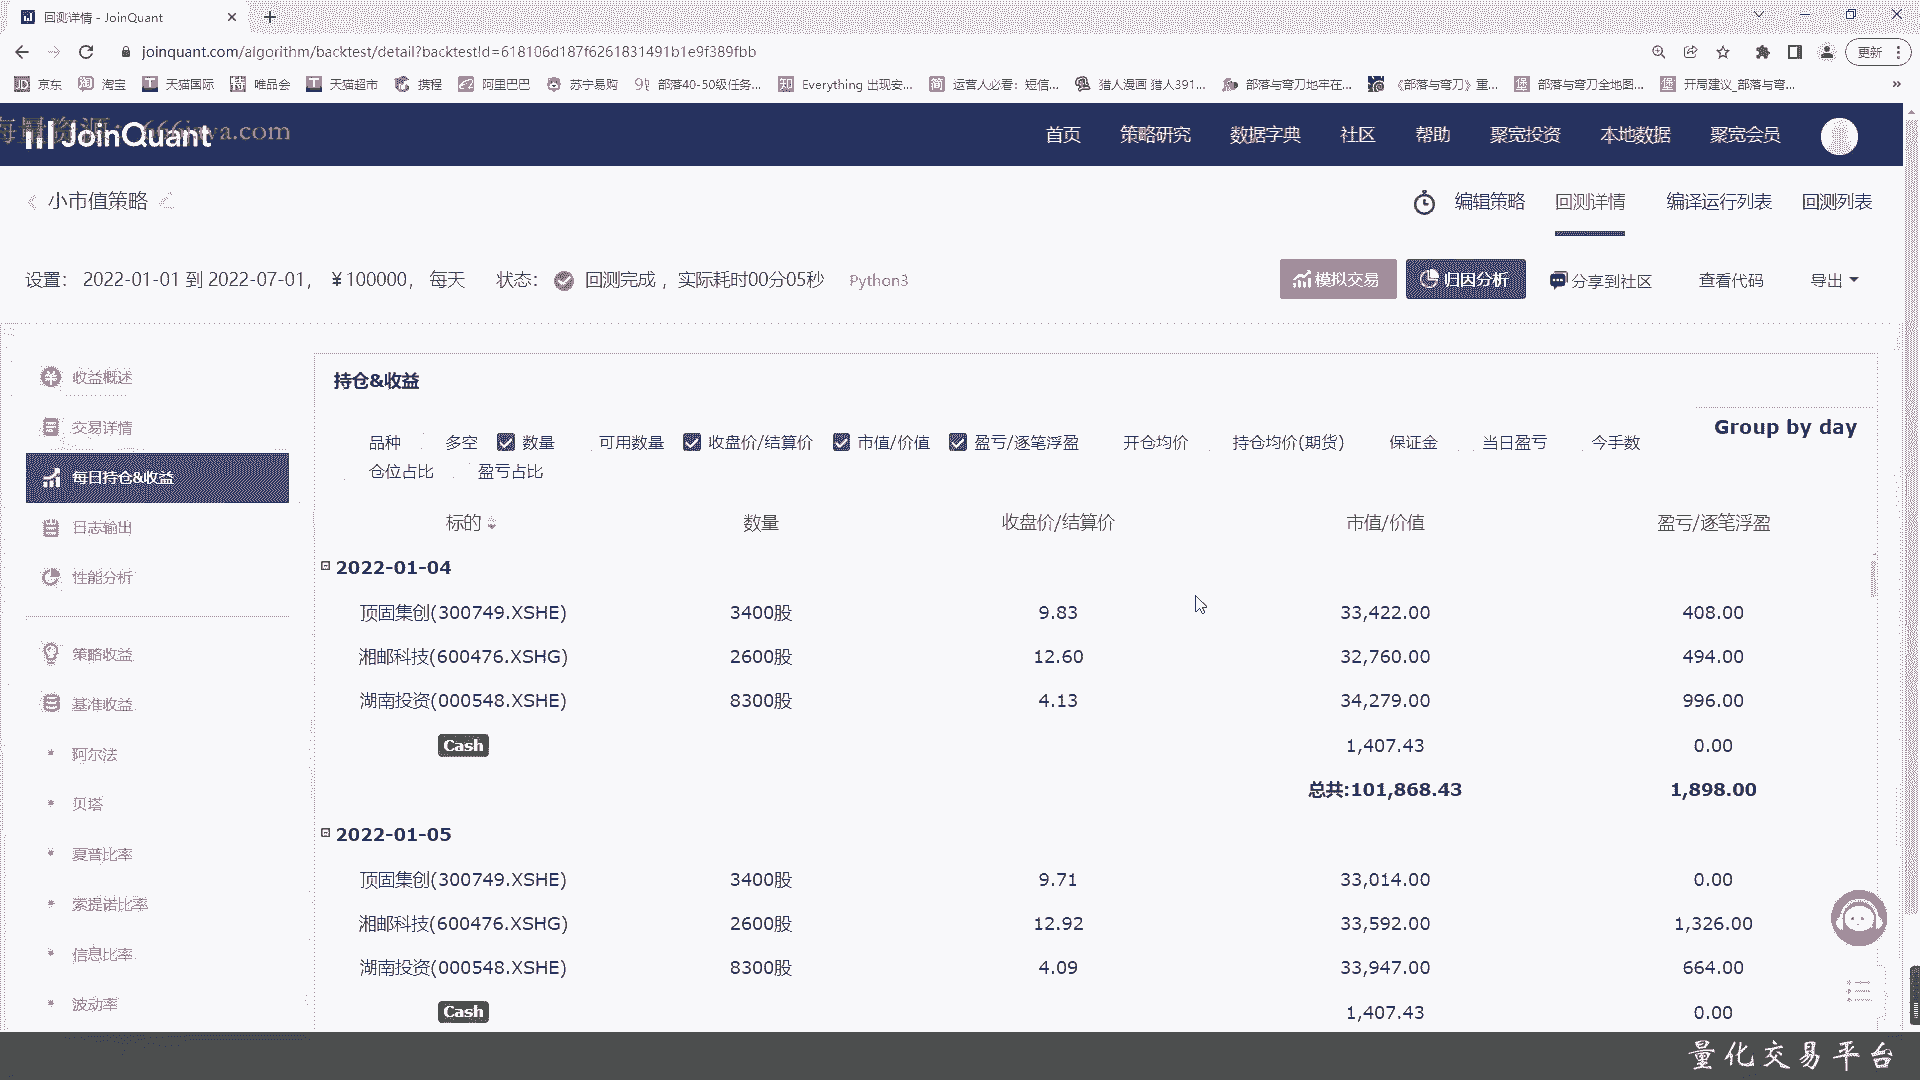 回测详情 - JoinQuant
joinquant.com/algorithm/backtest/detail?backtestId=618106d187f6261831491b1e9f389fbb
更新
京东 淘宝 天猫国际 唯品会 天猫超市 携程 阿里巴巴 苏宁易购 部落40-50级任务... Everything 出现安... 运营人必看：短信... 猎人漫画 猎人391... 部落与弯刀地牢在... 《部落与弯刀》重... 部落与弯刀全地图... 开局建议_部落与弯...
JoinQuant
首页 策略研究 数据字典 社区 帮助 聚宽投资 本地数据 聚宽会员
小市值策略
编辑策略 回测详情 编译运行列表 回测列表
设置： 2022-01-01 到 2022-07-01， ￥100000， 每天 状态： 回测完成， 实际耗时00分05秒 Python3
模拟交易 归因分析 分享到社区 查看代码 导出
收益概述
交易详情
每日持仓&收益
日志输出
性能分析
策略收益
基准收益
阿尔法
贝塔
夏普比率
索提诺比率
信息比率
波动率
持仓&收益
Group by day
品种 多空 数量 可用数量 收盘价/结算价 市值/价值 盈亏/逐笔浮盈 开仓均价 持仓均价(期货) 保证金 当日盈亏 今手数
仓位占比 盈亏占比
标的 数量 收盘价/结算价 市值/价值 盈亏/逐笔浮盈
2022-01-04
顶固集创(300749.XSHE) 3400股 9.83 33,422.00 408.00
湘邮科技(600476.XSHG) 2600股 12.60 32,760.00 494.00
湖南投资(000548.XSHE) 8300股 4.13 34,279.00 996.00
Cash 1,407.43 0.00
总共:101,868.43 1,898.00
2022-01-05
顶固集创(300749.XSHE) 3400股 9.71 33,014.00 0.00
湘邮科技(600476.XSHG) 2600股 12.92 33,592.00 1,326.00
湖南投资(000548.XSHE) 8300股 4.09 33,947.00 664.00
Cash 1,407.43 0.00
量化交易平台